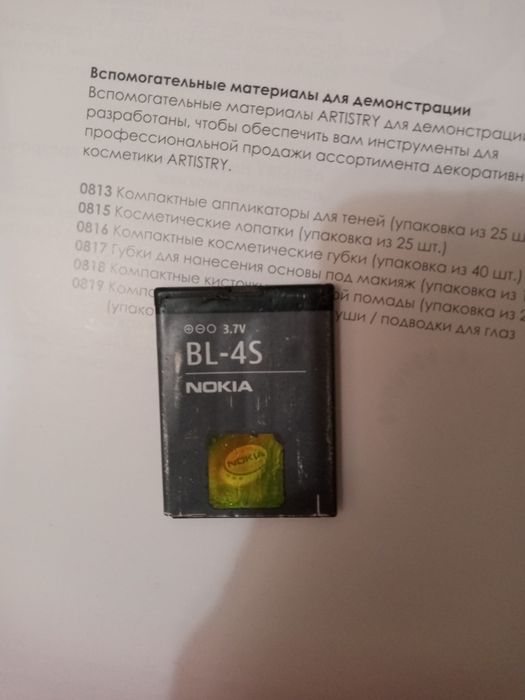 Вспомогательные материалы для демонстрации
Вспомогательные материалы ARTISTRY для демонстрации
разработаны, чтобы обеспечить вам инструменты для
профессиональной продажи ассортимента декоративн
косметики ARTISTRY.
0813 Компактные аппликаторы для теней (упаковка из 25 ш
0815 Косметические лопатки (упаковка из 25 шт.)
0816 Компактные косметические губки (упаковка из 40 шт.)
0817 Губки для нанесения основы под макияж (упаковка из
0818 Компактные кисточки помады (упаковка из 2
0819 Компа
(упако уши / подводки для глаз
3.7V
BL-4S
NOKIA
NOKIA